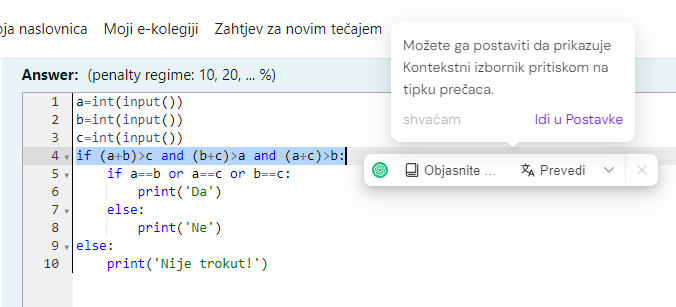 oja naslovnica Moji e-kolegiji Zahtjev za novim tečajem
Možete ga postaviti da prikazuje
Kontekstni izbornik pritiskom na
tipku prečaca.
shvaćam Idi u Postavke
Answer: (penalty regime: 10, 20, ... %)
1 a=int(input())
2 b=int(input())
3 c=int(input())
4 if (a+b)>c and (b+c)>a and (a+c)>b:
Objasnite ... Prevedi
5 if a==b or a==c or b==c:
6 print('Da')
7 else:
8 print('Ne')
9 else:
10 print('Nije trokut!')